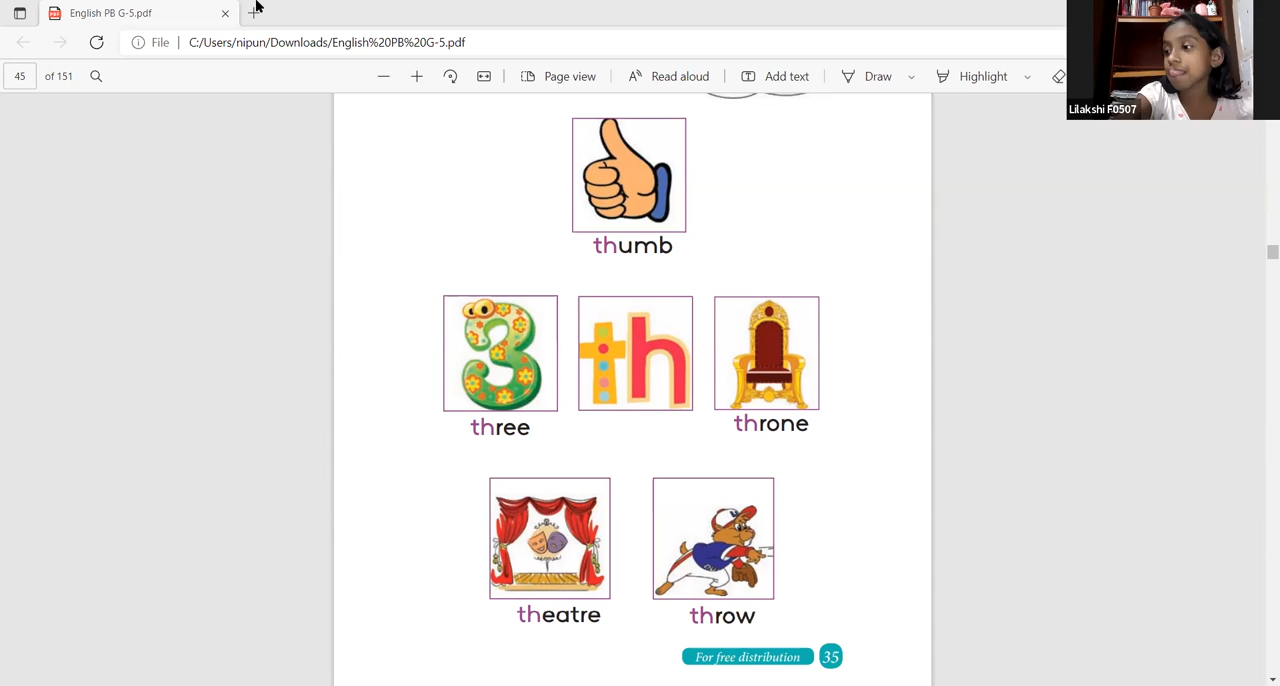 English PB G-5.pdf
File C:/Users/nipun/Downloads/English%20PB%20G-5.pdf
45 of 151 Page view Read aloud Add text Draw Highlight
Lilakshi F0507
thumb
th
three
throne
theatre
throw
For free distribution 35